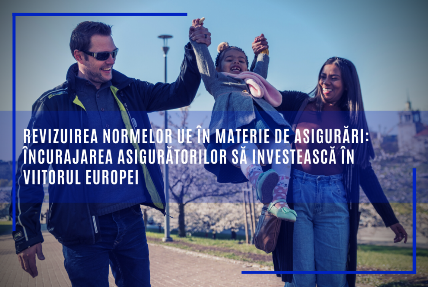 REVIZUIREA NORMELOR UE ÎN MATERIE DE ASIGURĂRI:
ÎNCURAJAREA ASIGURĂTORILOR SĂ INVESTEASCĂ ÎN
VIITORUL EUROPEI